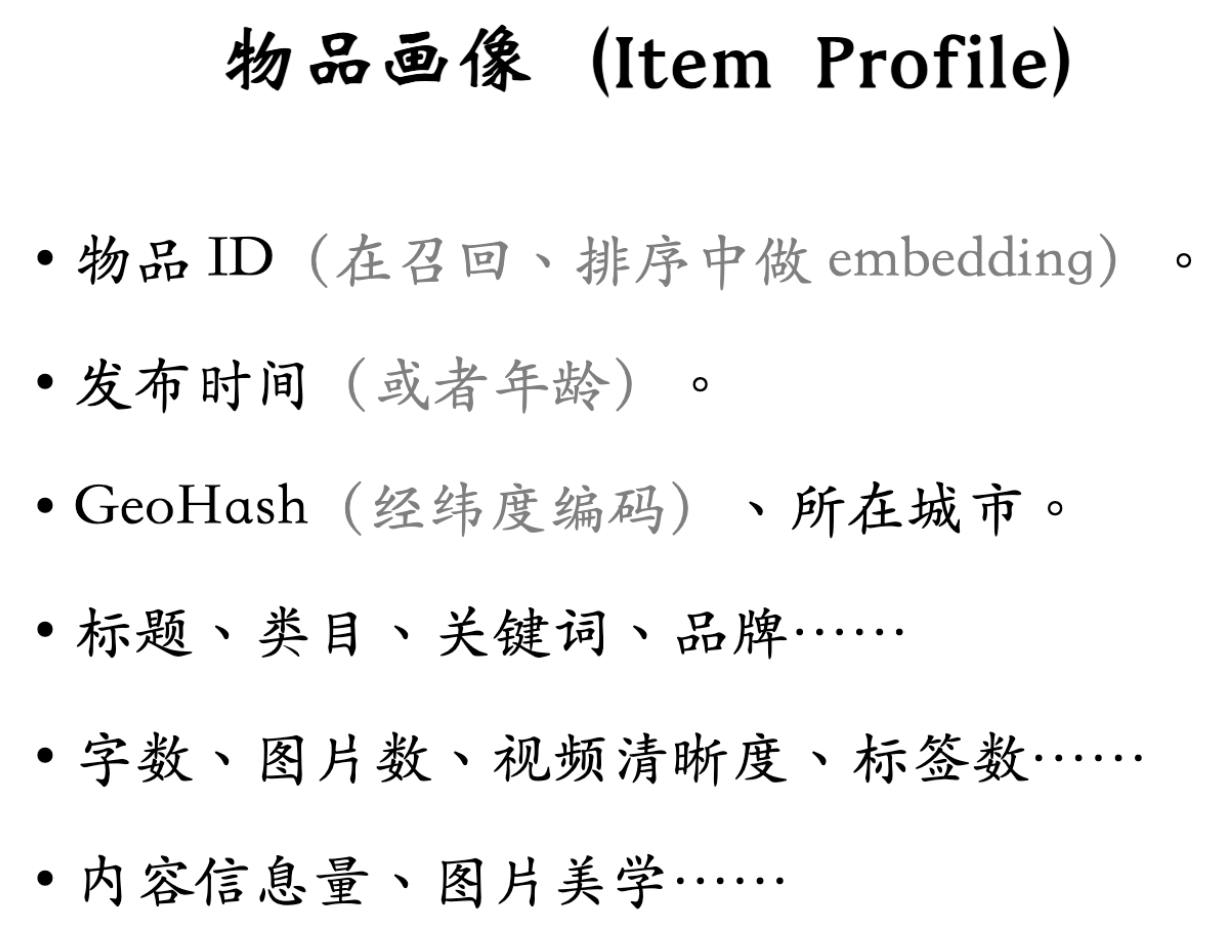 物品画像 (Item Profile)
• 物品 ID（在召回、排序中做 embedding）。
• 发布时间（或者年龄）。
• GeoHash（经纬度编码）、所在城市。
• 标题、类目、关键词、品牌……
• 字数、图片数、视频清晰度、标签数……
• 内容信息量、图片美学……